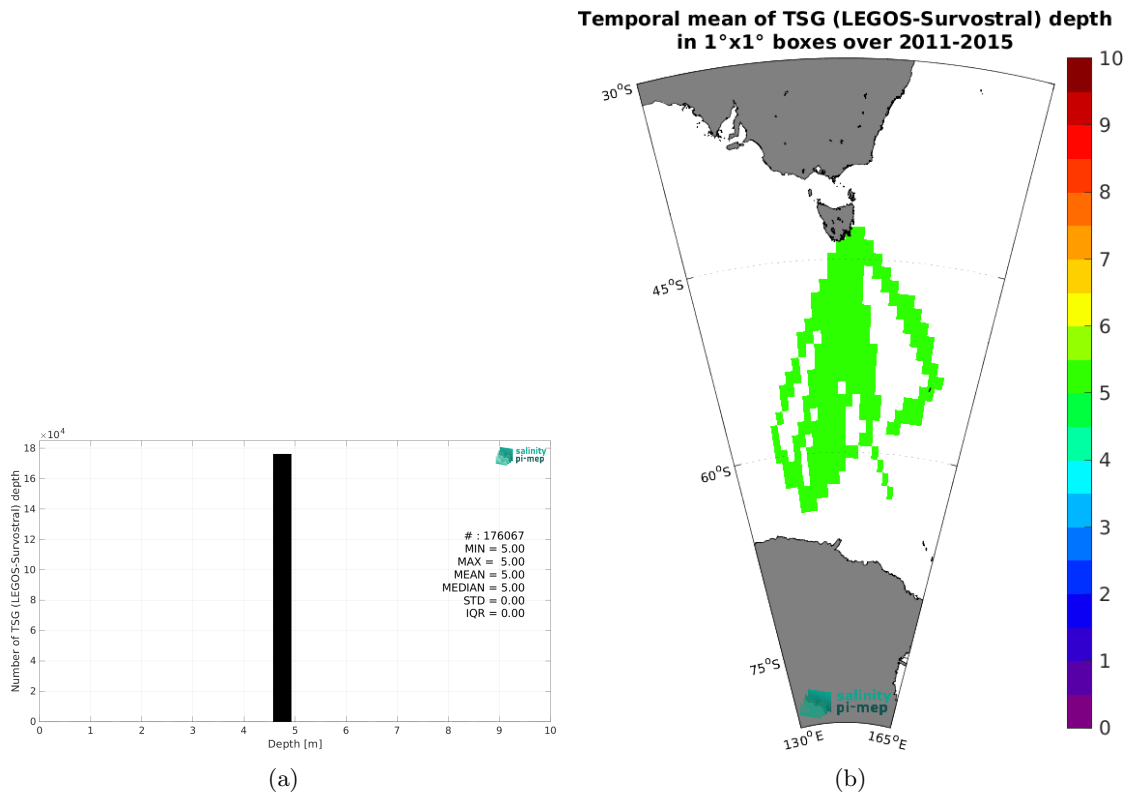 Temporal mean of TSG (LEGOS-Survostral) depth
in 1°x1° boxes over 2011-2015
×10⁴
18
16
14
12
10
8
6
4
2
0
Number of TSG (LEGOS-Survostral) depth
0 1 2 3 4 5 6 7 8 9 10
Depth [m]
salinity
pi-mep
# : 176067
MIN = 5.00
MAX = 5.00
MEAN = 5.00
MEDIAN = 5.00
STD = 0.00
IQR = 0.00
(a)
30°S
45°S
60°S
75°S
130°E
165°E
salinity
pi-mep
10
9
8
7
6
5
4
3
2
1
0
(b)